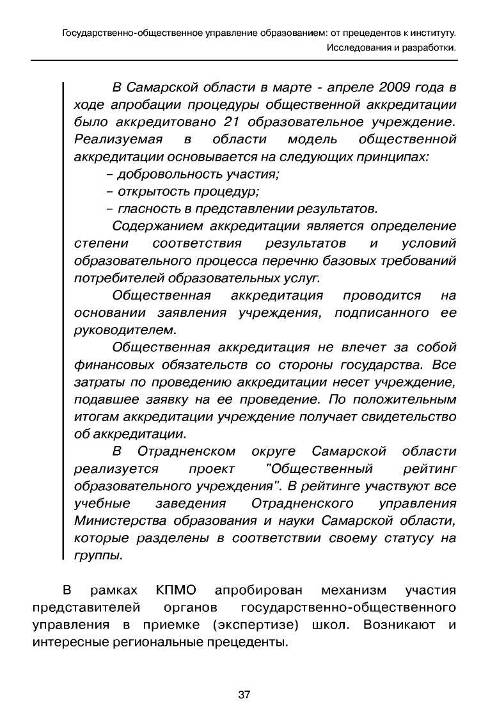 Государственно-общественное управление образованием: от прецедентов к институту.
Исследования и разработки.
В Самарской области в марте - апреле 2009 года в
ходе апробации процедуры общественной аккредитации
было аккредитовано 21 образовательное учреждение.
Реализуемая в области модель общественной
аккредитации основывается на следующих принципах:
– добровольность участия;
– открытость процедур;
– гласность в представлении результатов.
Содержанием аккредитации является определение
степени соответствия результатов и условий
образовательного процесса перечню базовых требований
потребителей образовательных услуг.
Общественная аккредитация проводится на
основании заявления учреждения, подписанного ее
руководителем.
Общественная аккредитация не влечет за собой
финансовых обязательств со стороны государства. Все
затраты по проведению аккредитации несет учреждение,
подавшее заявку на ее проведение. По положительным
итогам аккредитации учреждение получает свидетельство
об аккредитации.
В Отрадненском округе Самарской области
реализуется проект "Общественный рейтинг
образовательного учреждения". В рейтинге участвуют все
учебные заведения Отрадненского управления
Министерства образования и науки Самарской области,
которые разделены в соответствии своему статусу на
группы.
В рамках КПМО апробирован механизм участия
представителей органов государственно-общественного
управления в приемке (экспертизе) школ. Возникают и
интересные региональные прецеденты.
37